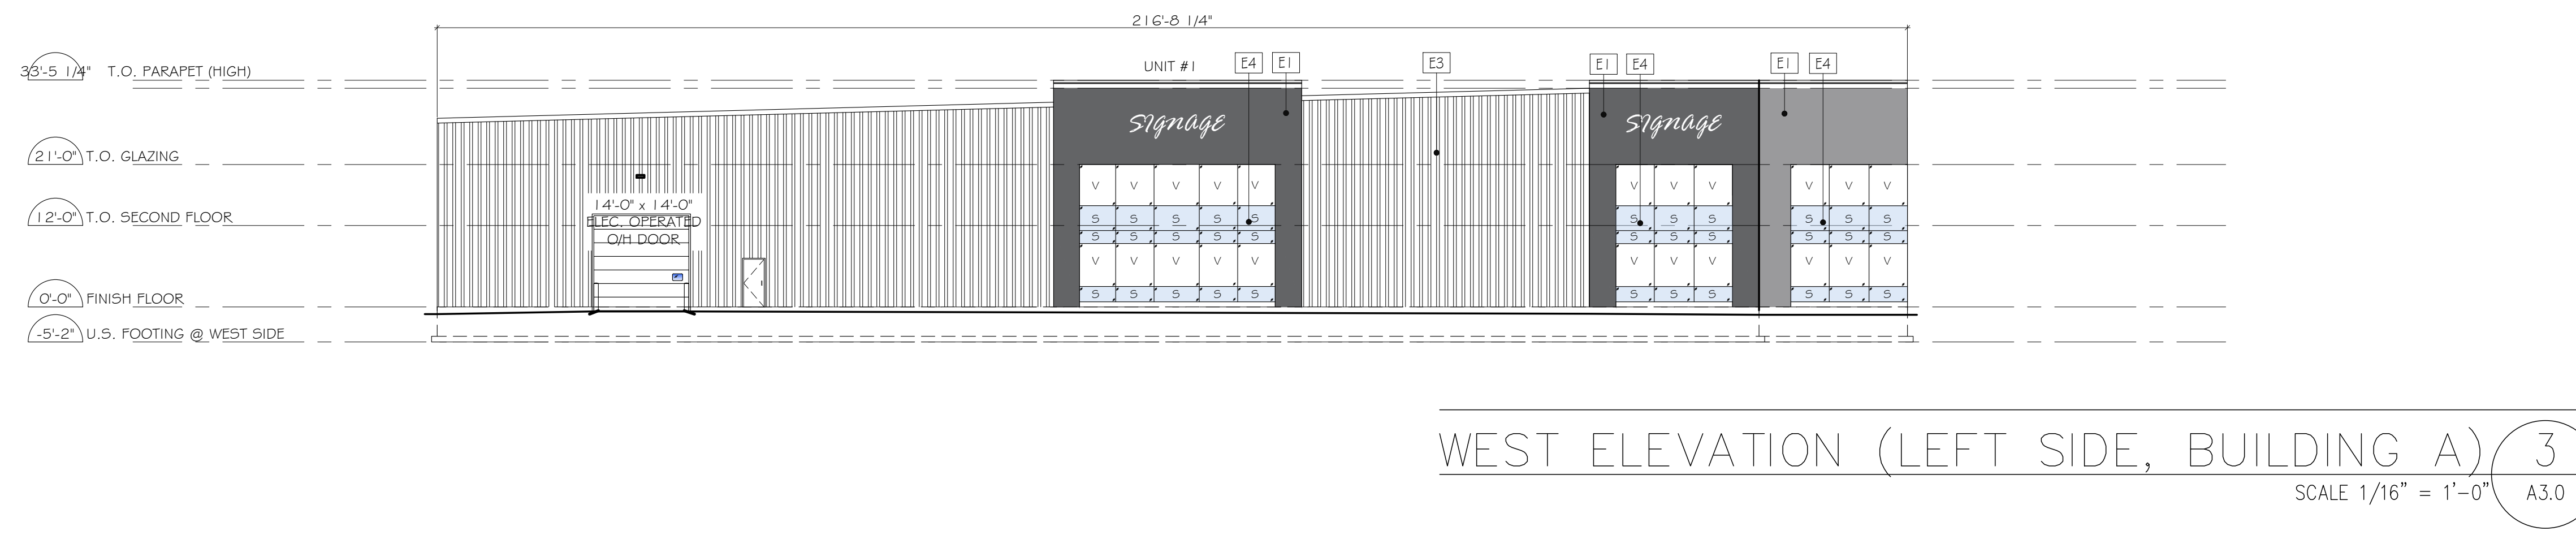 216'-8 1/4"
33'-5 1/4" T.O. PARAPET (HIGH)
UNIT #1
E4 E1 E3 E1 E4 E1 E4
SIGNAGE SIGNAGE
21'-0" T.O. GLAZING
V V V V V V V V V V V
14'-0" x 14'-0"
12'-0" T.O. SECOND FLOOR
S S S S S S S S S S S
ELEC. OPERATED
O/H DOOR
S S S S S S S S S S S
V V V V V V V V V V V
0'-0" FINISH FLOOR
S S S S S S S S S S S
-5'-2" U.S. FOOTING @ WEST SIDE
WEST ELEVATION (LEFT SIDE, BUILDING A) 3
SCALE 1/16" = 1'-0" A3.0